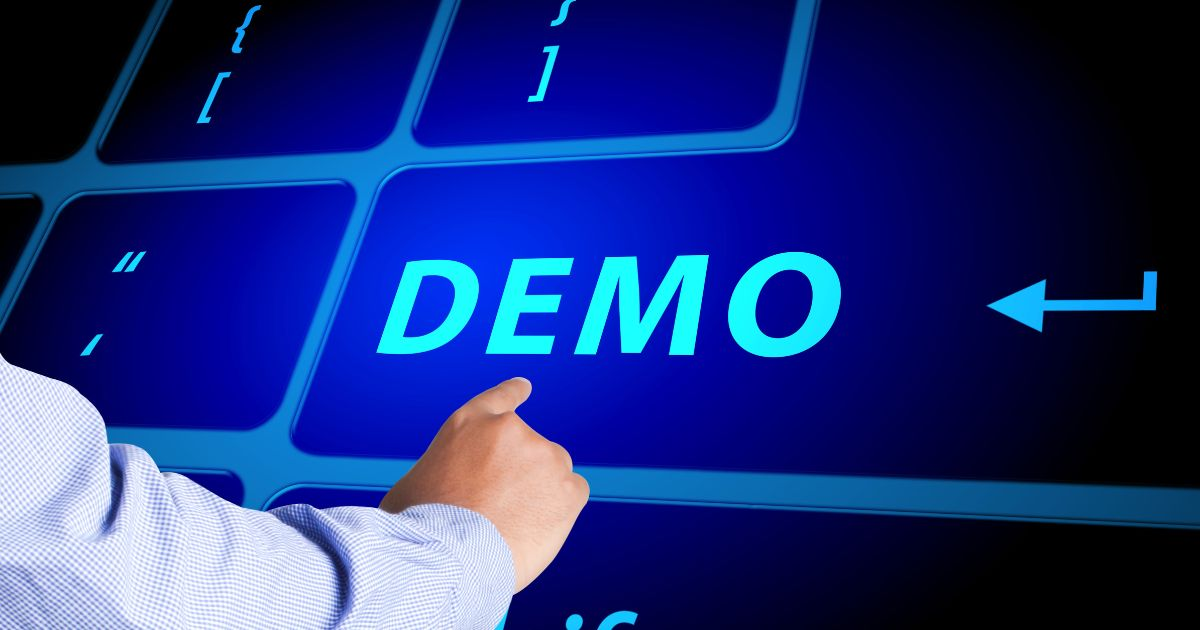 { }
[ ]
"
DEMO
'